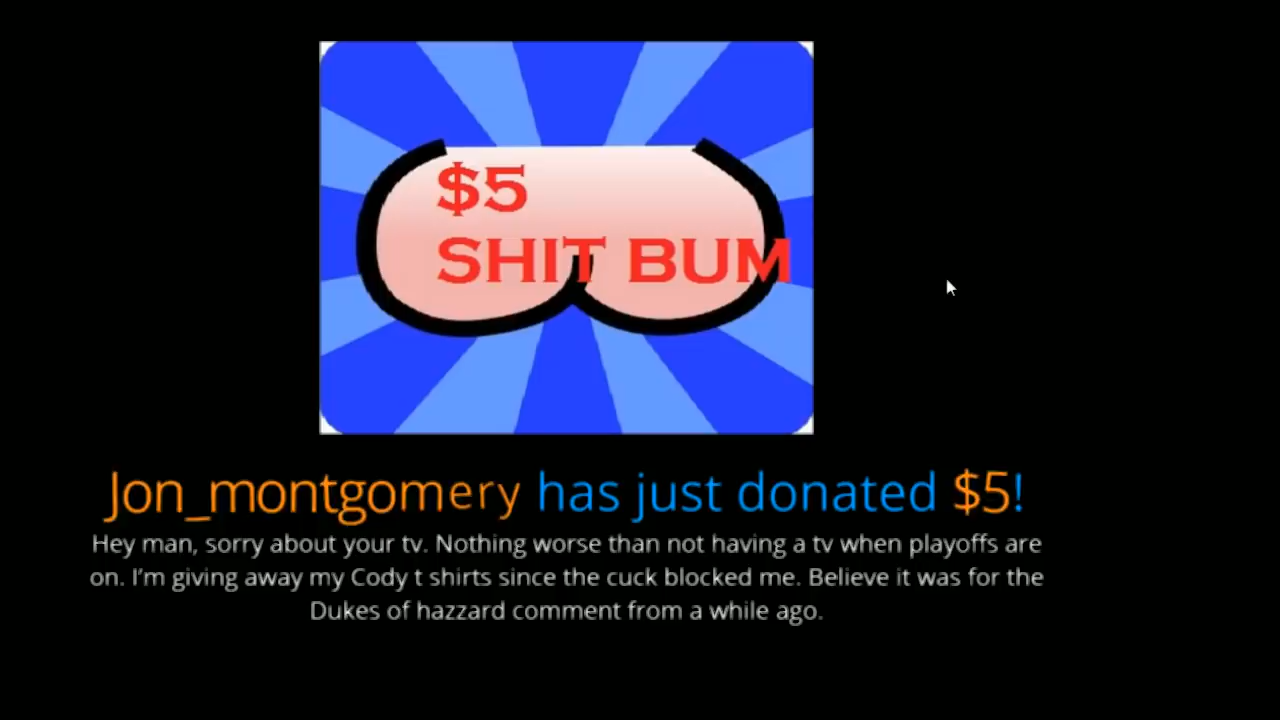 $5
SHIT BUM
Jon_montgomery has just donated $5!
Hey man, sorry about your tv. Nothing worse than not having a tv when playoffs are
on. I'm giving away my Cody t shirts since the cuck blocked me. Believe it was for the
Dukes of hazzard comment from a while ago.